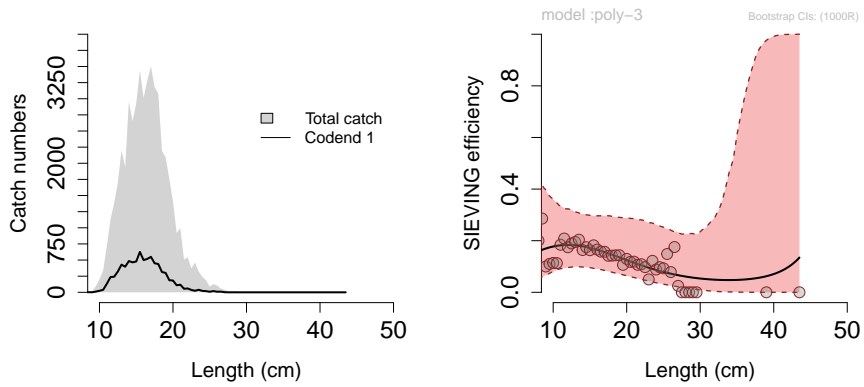 Catch numbers
3250
2000
750
0
Total catch
Codend 1
10 20 30 40 50
Length (cm)
model :poly−3
Bootstrap CIs: (1000R)
SIEVING efficiency
0.8
0.4
0.0
10 20 30 40 50
Length (cm)